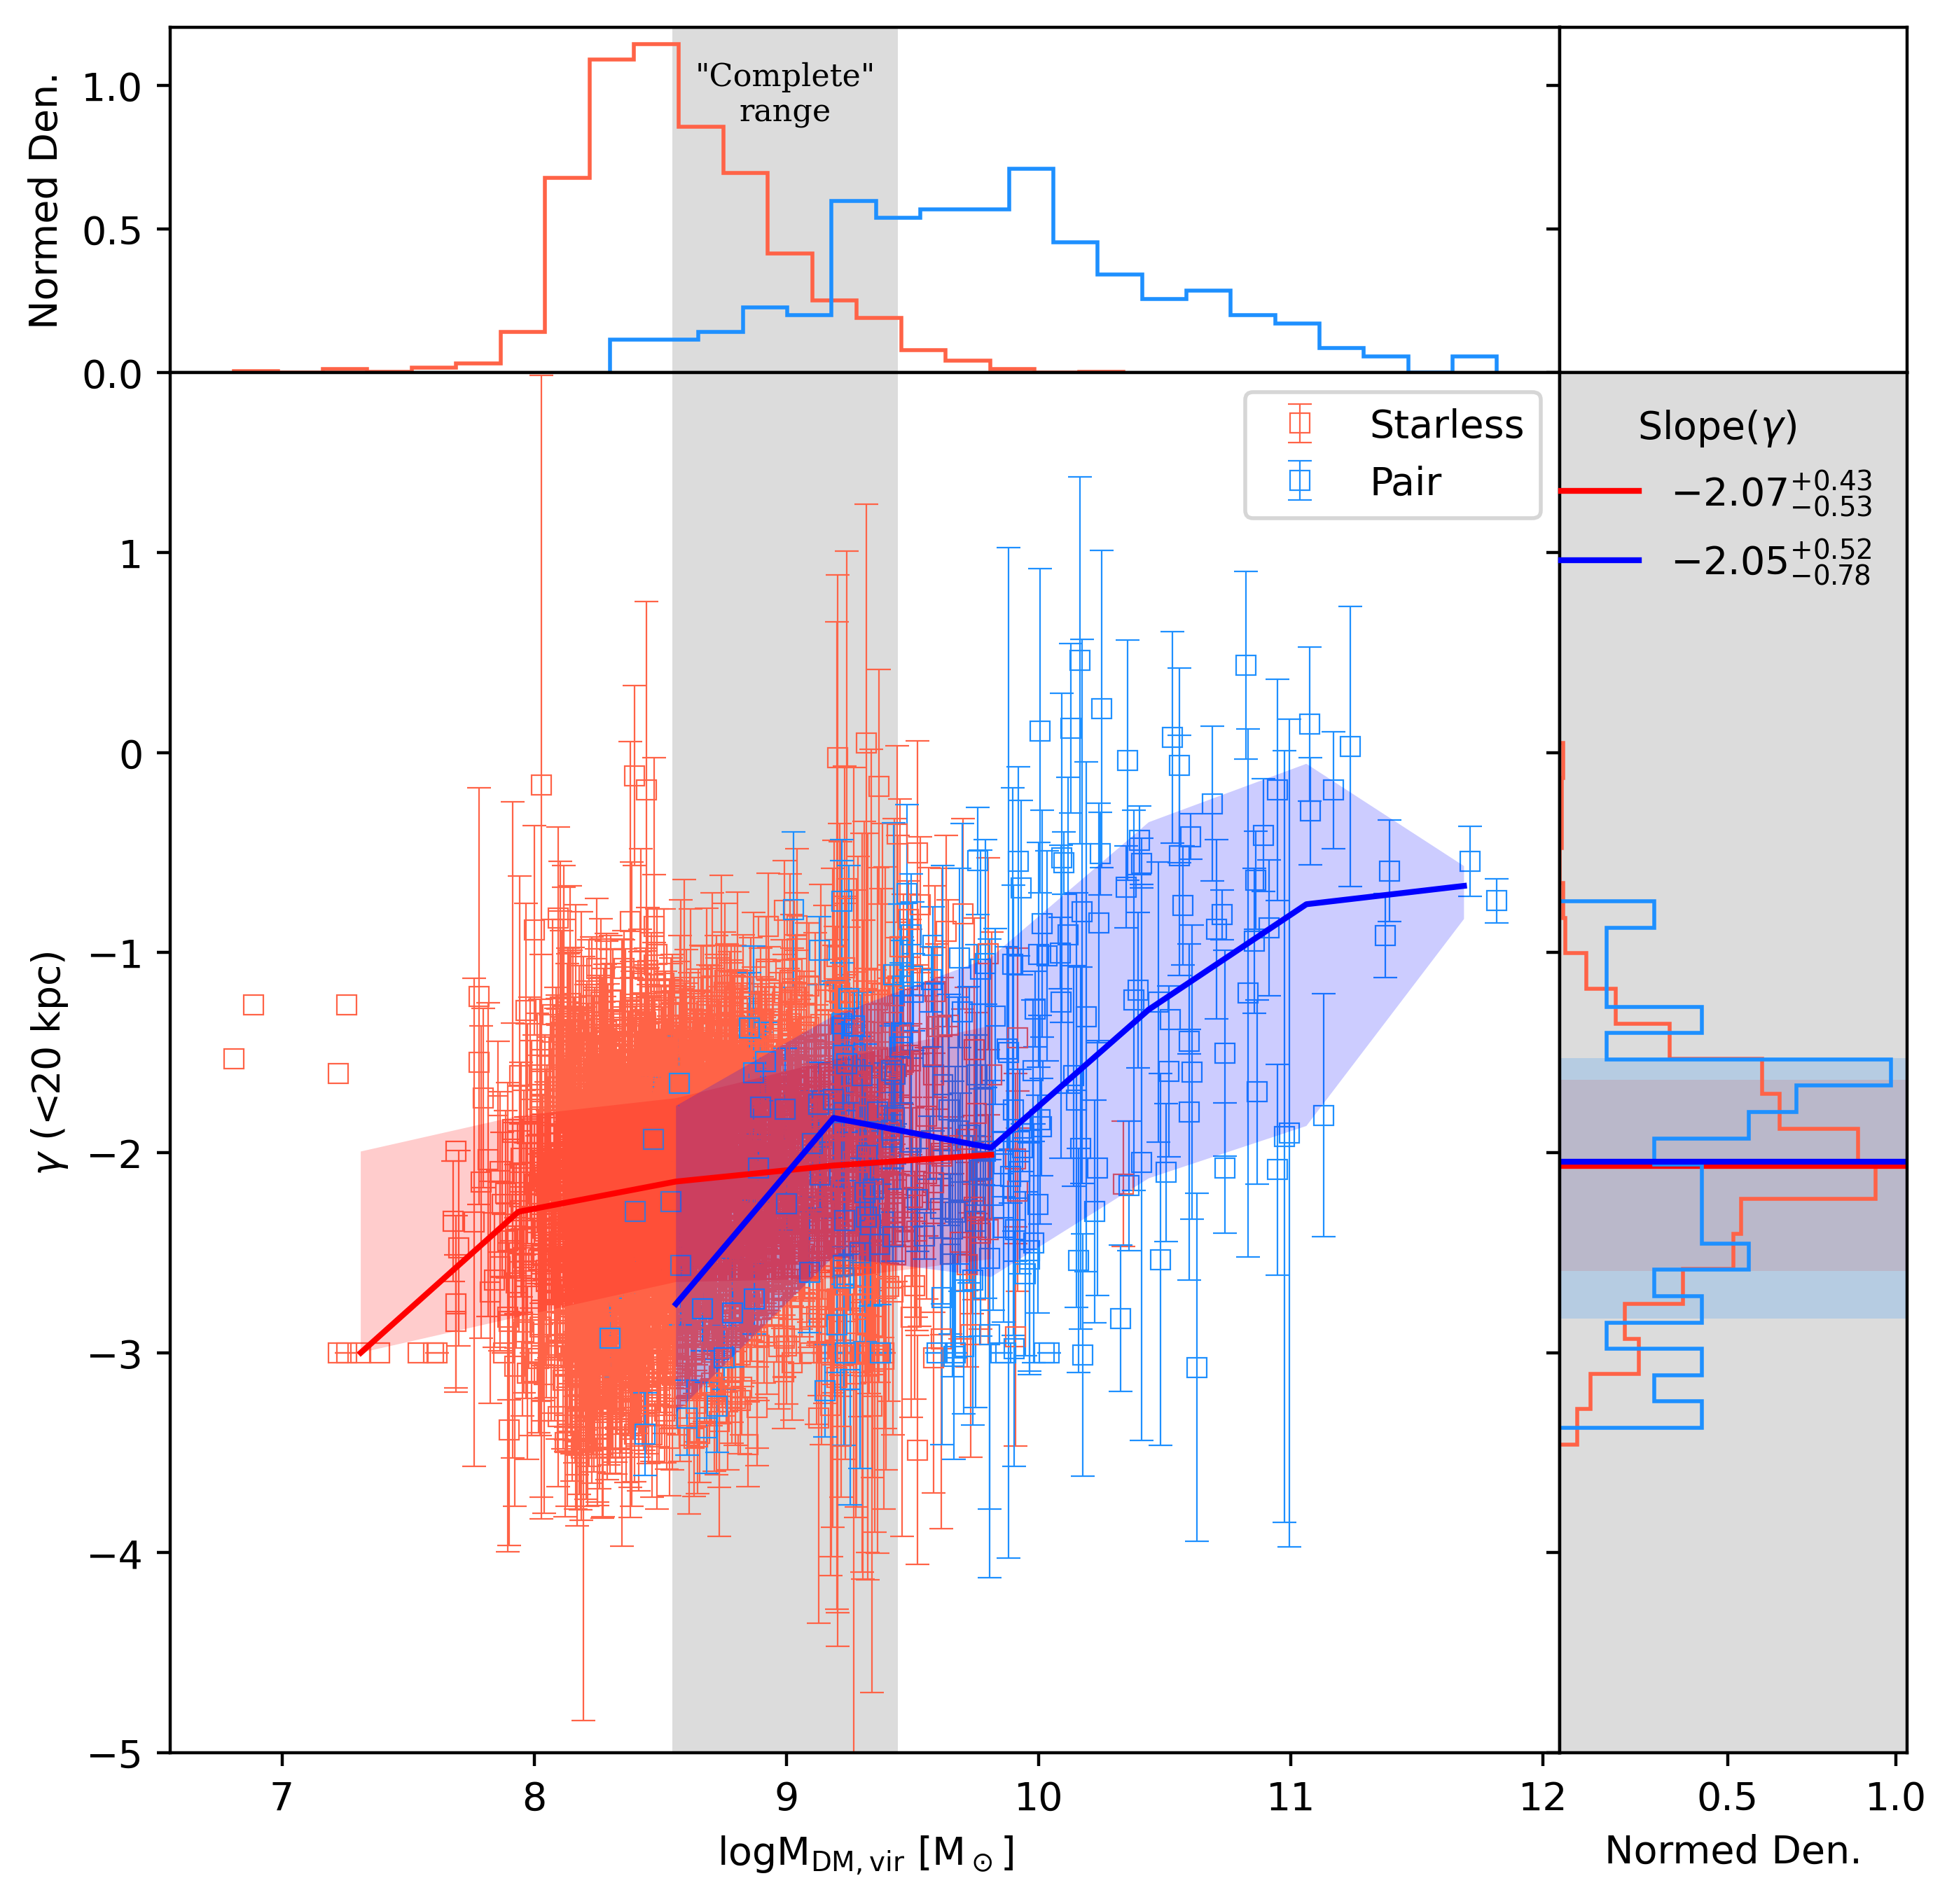 Normed Den.
1.0
0.5
0.0
"Complete"
range
Starless
Pair
Slope(γ)
−2.07 +0.43 −0.53
−2.05 +0.52 −0.78
γ (<20 kpc)
1
0
−1
−2
−3
−4
−5
7
8
9
10
11
12
0.5
1.0
logM_DM, vir [M_⊙]
Normed Den.